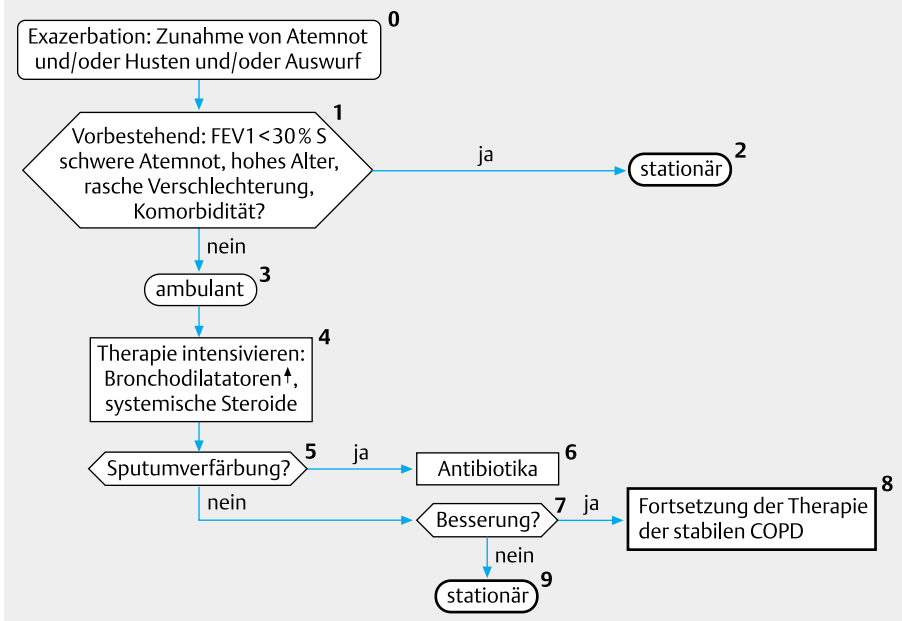 0
Exazerbation: Zunahme von Atemnot
und/oder Husten und/oder Auswurf
1
Vorbestehend: FEV1 < 30 % S
schwere Atemnot, hohes Alter,
rasche Verschlechterung,
Komorbidität?
ja
2
stationär
nein
3
ambulant
4
Therapie intensivieren:
Bronchodilatatoren↑,
systemische Steroide
5
Sputumverfärbung?
ja
6
Antibiotika
nein
7
Besserung?
ja
8
Fortsetzung der Therapie
der stabilen COPD
nein
9
stationär